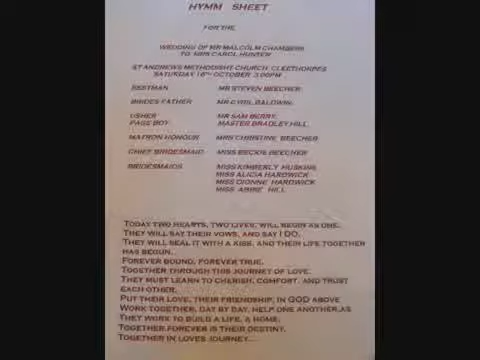 HYMM SHEET
FOR THE
WEDDING OF MR MALCOLM CHAMBERS
TO MRS CAROL HUNTER
ST ANDREWS METHODISHT CHURCH CLEETHORPES
SATURDAY 16TH OCTOBER 3.00PM
BESTMAN MR STEVEN BEECHER
BRIDES FATHER MR CYRIL BALDWIN
USHER MR SAM BERRY
PAGE BOY MASTER BRADLEY HILL
MATRON HONOUR MRS CHRISTINE BEECHER
CHIEF BRIDESMAID MISS BECKIE BEECHER
BRIDESMAIDS MISS KIMBERLY HUSKINS
MISS ALICIA HARDWICK
MISS DIONNE HARDWICK
MISS ABBIE HILL
TODAY TWO HEARTS, TWO LIVES, WILL BEGIN AS ONE.
THEY WILL SAY THEIR VOWS, AND SAY I DO.
THEY WILL SEAL IT WITH A KISS, AND THEIR LIFE TOGETHER
HAS BEGUN.
FOREVER BOUND, FOREVER TRUE.
TOGETHER THROUGH THIS JOURNEY OF LOVE.
THEY MUST LEARN TO CHERISH, COMFORT, AND TRUST
EACH OTHER.
PUT THEIR LOVE, THEIR FRIENDSHIP, IN GOD ABOVE
WORK TOGETHER, DAY BY DAY, HELP ONE ANOTHER, AS
THEY WORK TO BUILD A LIFE, & HOME.
TOGETHER FOREVER IS THEIR DESTINY.
TOGETHER IN LOVES JOURNEY...